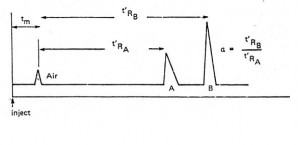 t'RB
tm
t'RA
α = t'RB / t'RA
Air
A
B
inject